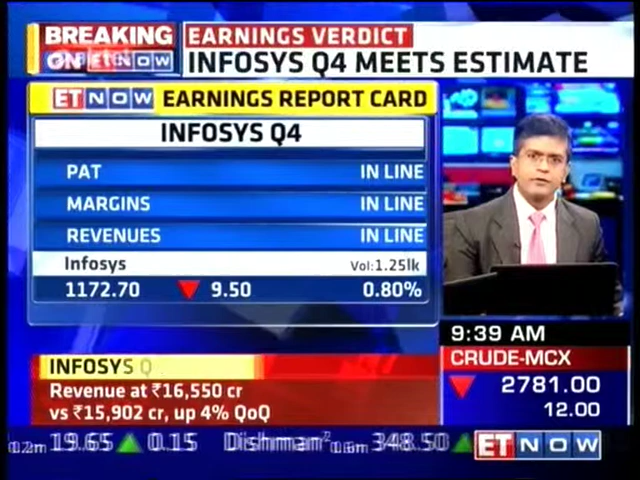 BREAKING
ON ET NOW
EARNINGS VERDICT
INFOSYS Q4 MEETS ESTIMATE
ET NOW EARNINGS REPORT CARD
INFOSYS Q4
PAT IN LINE
MARGINS IN LINE
REVENUES IN LINE
Infosys Vol:1.25lk
1172.70 ▼ 9.50 0.80%
9:39 AM
CRUDE-MCX
▼ 2781.00
12.00
INFOSYS Q
Revenue at ₹16,550 cr
vs ₹15,902 cr, up 4% QoQ
19.65 ▲ 0.15 Dishman 348.50 ▲
ET NOW